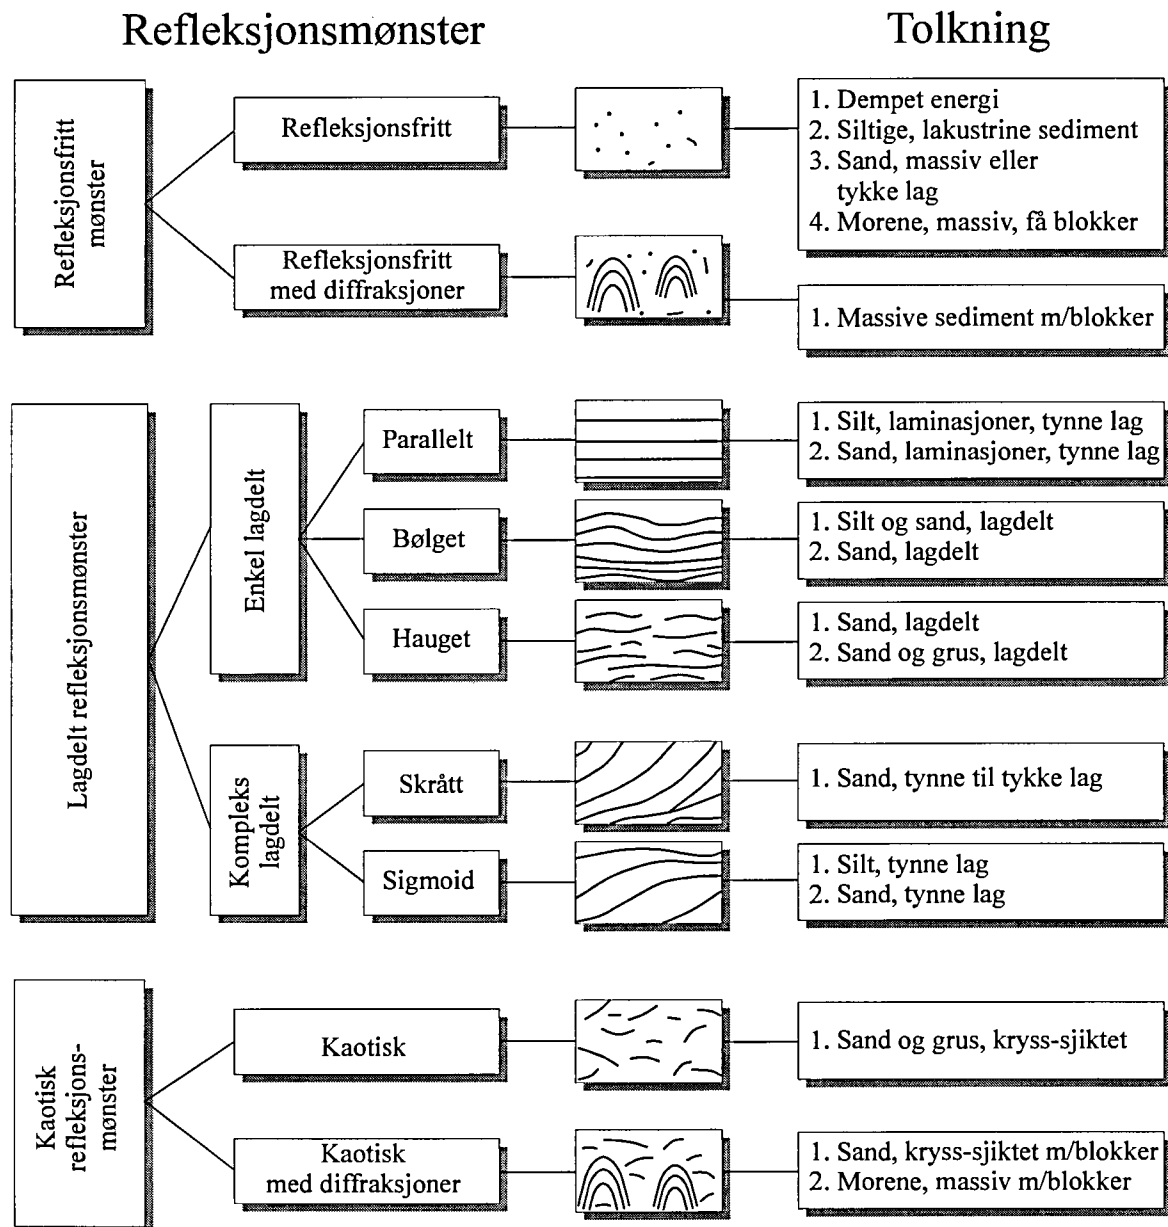 Refleksjonsmønster
Tolkning
Refleksjonsfritt
mønster
Refleksjonsfritt
1. Dempet energi
2. Siltige, lakustrine sediment
3. Sand, massiv eller
tykke lag
4. Morene, massiv, få blokker
Refleksjonsfritt
med diffraksjoner
1. Massive sediment m/blokker
Lagdelt refleksjonsmønster
Enkel lagdelt
Parallelt
1. Silt, laminasjoner, tynne lag
2. Sand, laminasjoner, tynne lag
Bølget
1. Silt og sand, lagdelt
2. Sand, lagdelt
Hauget
1. Sand, lagdelt
2. Sand og grus, lagdelt
Kompleks
lagdelt
Skrått
1. Sand, tynne til tykke lag
Sigmoid
1. Silt, tynne lag
2. Sand, tynne lag
Kaotisk
refleksjons-
mønster
Kaotisk
1. Sand og grus, kryss-sjiktet
Kaotisk
med diffraksjoner
1. Sand, kryss-sjiktet m/blokker
2. Morene, massiv m/blokker